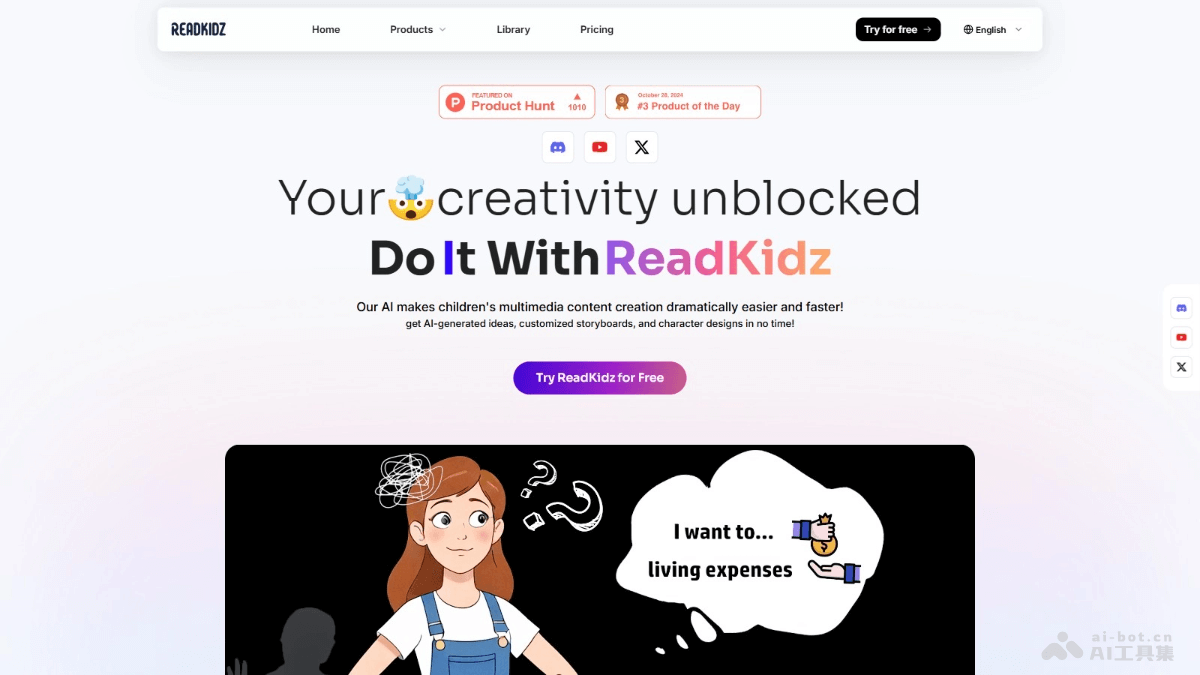 READKIDZ Home Products Library Pricing Try for free → English
FEATURED ON
Product Hunt 1010
October 28, 2024
#3 Product of the Day
Your creativity unblocked
Do It With ReadKidz
Our AI makes children's multimedia content creation dramatically easier and faster!
get AI-generated ideas, customized storyboards, and character designs in no time!
Try ReadKidz for Free
I want to...
living expenses
ai-bot.cn
AI工具集